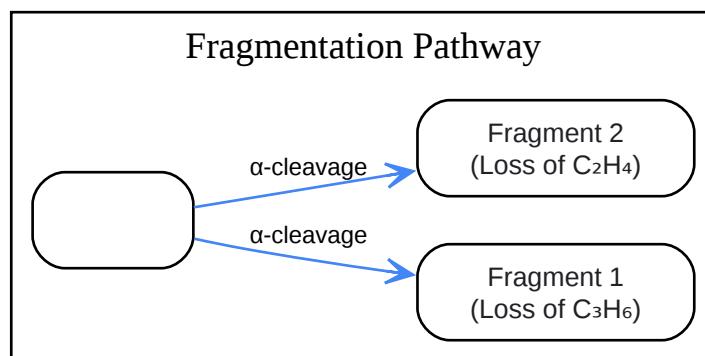 Fragmentation Pathway
α-cleavage
Fragment 2
(Loss of C₂H₄)
α-cleavage
Fragment 1
(Loss of C₃H₆)